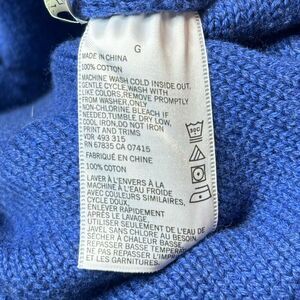 G
MADE IN CHINA
100% COTTON
MACHINE WASH COLD INSIDE OUT,
GENTLE CYCLE, WASH WITH
LIKE COLORS, REMOVE PROMPTLY
FROM WASHER, ONLY
NON-CHLORINE BLEACH IF
NEEDED, TUMBLE DRY LOW,
COOL IRON, DO NOT IRON
PRINT AND TRIMS
VDR 493 315
RN 67835 CA 07415
FABRIQUÉ EN CHINE
100% COTON
LAVER À L'ENVERS À LA
MACHINE À L'EAU FROIDE
AVEC COULEURS SIMILAIRES,
CYCLE DOUX,
ENLEVER RAPIDEMENT
APRÈS LE LAVAGE,
UTILISER SEULEMENT DE L'EAU DE
JAVEL SANS CHLORE AU BESOIN
SÉCHER À CHALEUR BASSE
REPASSER BASSE
NE PAS REPASSER L'IMPRIMÉ
ET LES GARNITURES